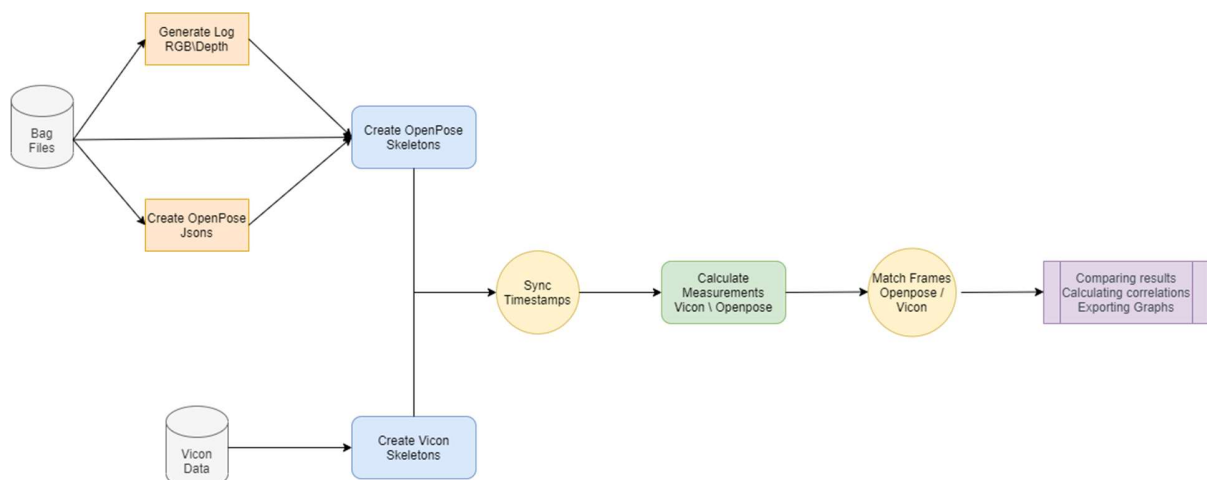 Generate Log
RGB\Depth
Bag
Files
Create OpenPose
Skeletons
Create OpenPose
Jsons
Sync
Timestamps
Calculate
Measurements
Vicon \ Openpose
Match Frames
Openpose /
Vicon
Comparing results
Calculating correlations
Exporting Graphs
Vicon
Data
Create Vicon
Skeletons